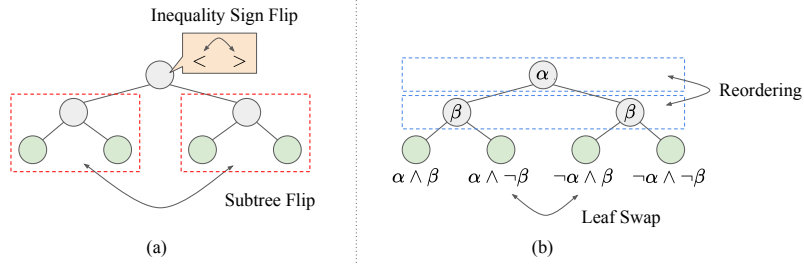 Inequality Sign Flip
< >
Subtree Flip
(a)
α
β β
Reordering
α ∧ β α ∧ ¬β ¬α ∧ β ¬α ∧ ¬β
Leaf Swap
(b)